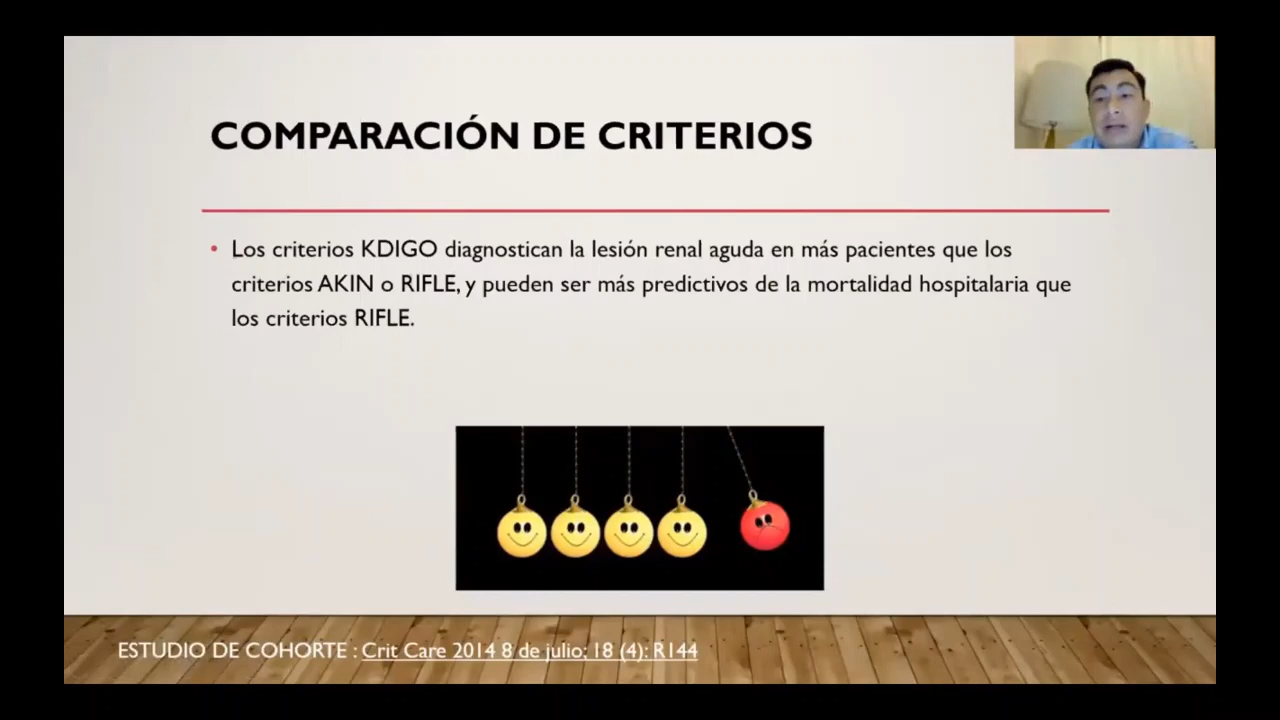 COMPARACIÓN DE CRITERIOS
• Los criterios KDIGO diagnostican la lesión renal aguda en más pacientes que los
criterios AKIN o RIFLE, y pueden ser más predictivos de la mortalidad hospitalaria que
los criterios RIFLE.
ESTUDIO DE COHORTE : Crit Care 2014 8 de julio; 18 (4): R144